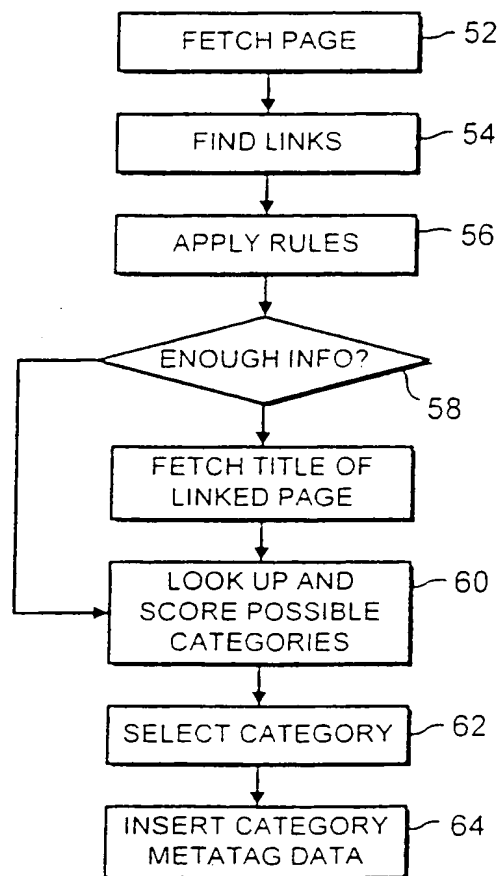 FETCH PAGE 52
FIND LINKS 54
APPLY RULES 56
ENOUGH INFO?
58
FETCH TITLE OF
LINKED PAGE
LOOK UP AND 60
SCORE POSSIBLE
CATEGORIES
SELECT CATEGORY 62
INSERT CATEGORY 64
METATAG DATA